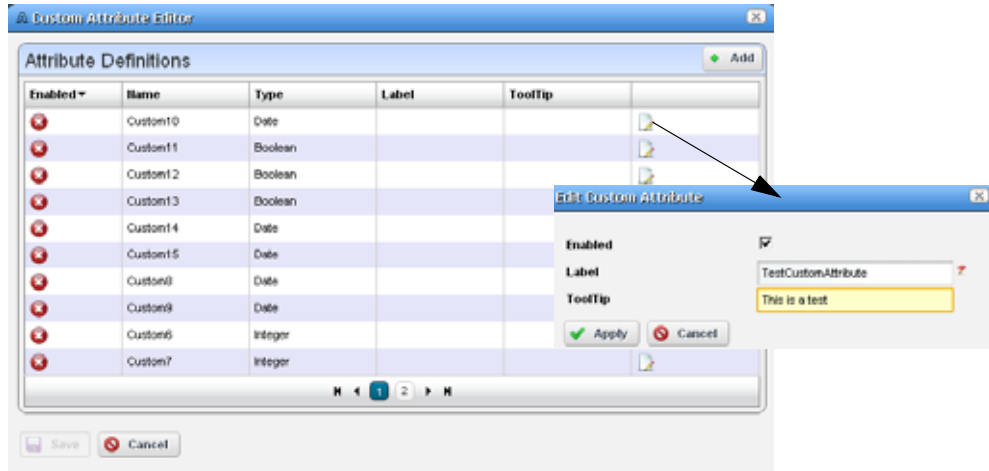 Custom Attribute Editor
Attribute Definitions
Add
Enabled Name Type Label ToolTip
Custom10 Date
Custom11 Boolean
Custom12 Boolean
Custom13 Boolean
Custom14 Date
Custom15 Date
Custom8 Date
Custom9 Date
Custom6 Integer
Custom7 Integer
1 2
Save Cancel
Edit Custom Attribute
Enabled
Label TestCustomAttribute
ToolTip This is a test
Apply Cancel